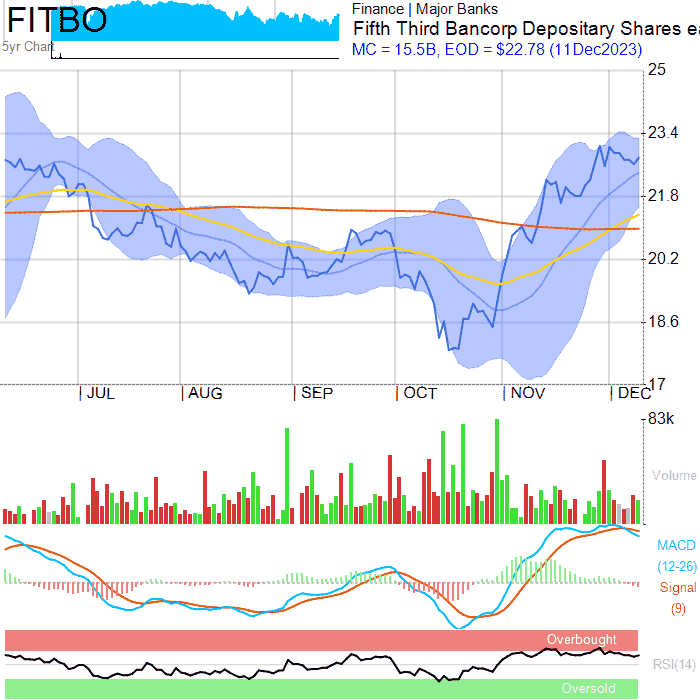 FITBO
5yr Chart
Finance | Major Banks
Fifth Third Bancorp Depositary Shares ea
MC = 15.5B, EOD = $22.78 (11Dec2023)
25
23.4
21.8
20.2
18.6
17
JUL AUG SEP OCT NOV DEC
83k
Volume
MACD
(12-26)
Signal
(9)
Overbought
RSI(14)
Oversold